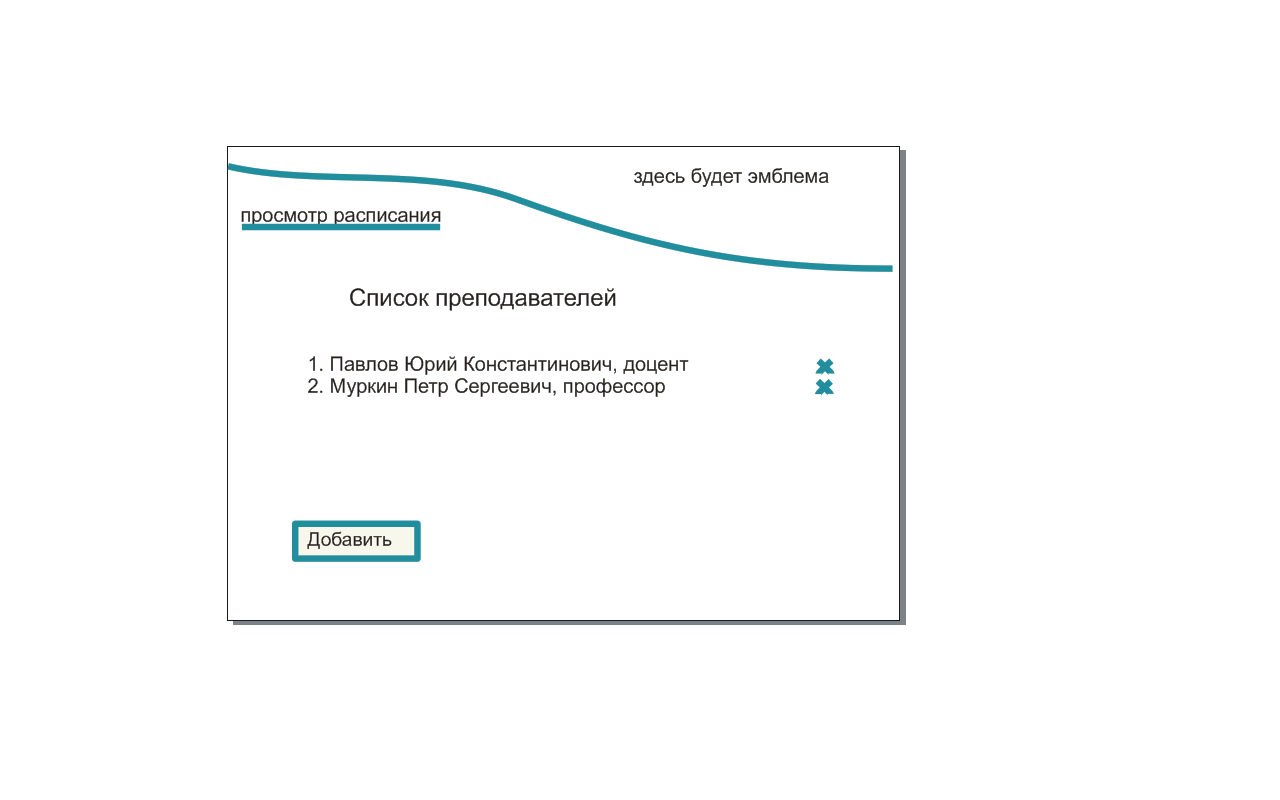 здесь будет эмблема
просмотр расписания
Список преподавателей
1. Павлов Юрий Константинович, доцент
2. Муркин Петр Сергеевич, профессор
Добавить